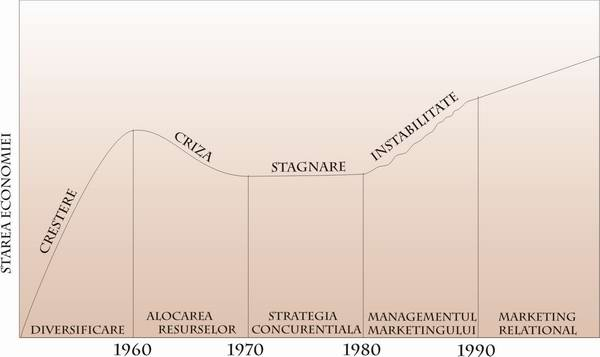 STAREA ECONOMIEI
CRESTERE
CRIZA
STAGNARE
INSTABILITATE
DIVERSIFICARE
ALOCAREA
RESURSELOR
STRATEGIA
CONCURENTIALA
MANAGEMENTUL
MARKETINGULUI
MARKETING
RELATIONAL
1960
1970
1980
1990